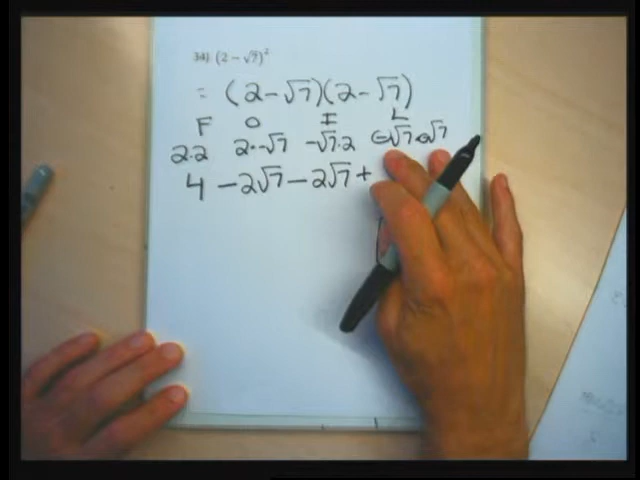 34) (2 − √7)²
= (2 − √7)(2 − √7)
F O I L
2·2 2·−√7 −√7·2 −√7·−√7
4 − 2√7 − 2√7 +